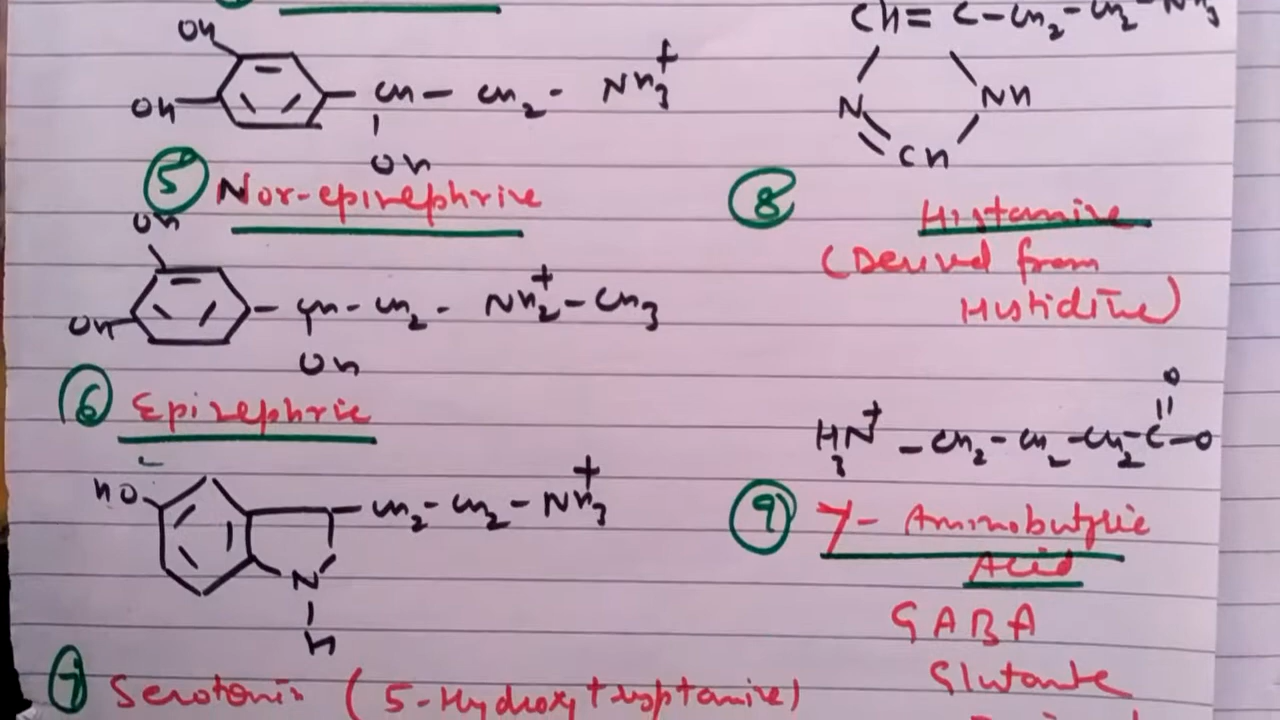 OH
OH
CH - CH2 - NH3+
OH
5 Nor-epinephrine
OH
OH
CH - CH2 - NH2+ - CH3
OH
6 Epinephrine
HO
CH2 - CH2 - NH3+
N
H
7 Serotonin (5-Hydroxytryptamine)
CH = C - CH2 - CH2 - NH3
N
NH
CH
8 Histamine
(Derived from
Histidine)
O
H3N+ - CH2 - CH2 - CH2 - C - O
9 γ - Aminobutyric
Acid
GABA